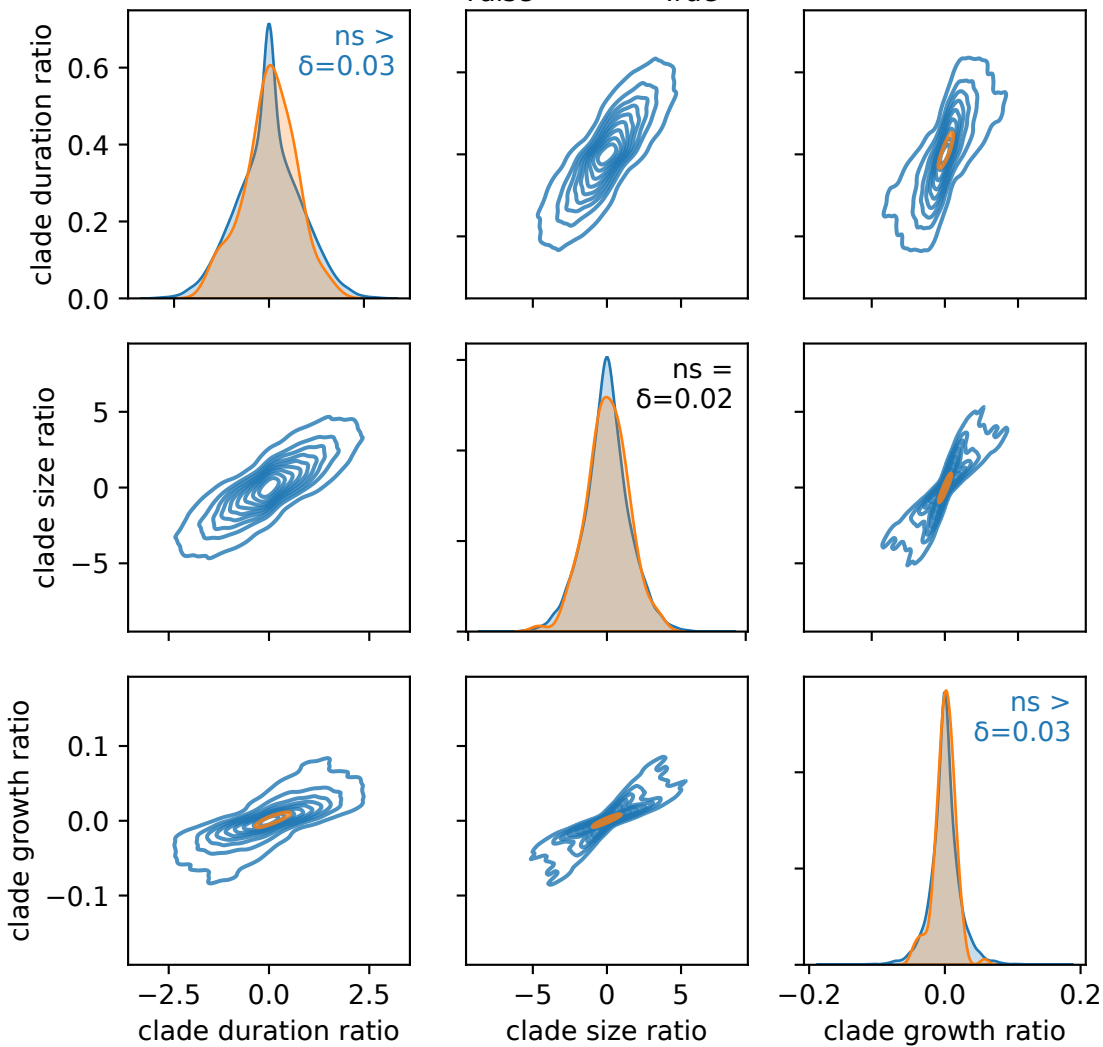 clade duration ratio
0.6
0.4
0.2
0.0
ns >
δ=0.03
clade size ratio
5
0
−5
ns =
δ=0.02
clade growth ratio
0.1
0.0
−0.1
ns >
δ=0.03
−2.5
0.0
2.5
−5
0
5
−0.2
0.0
0.2
clade duration ratio
clade size ratio
clade growth ratio